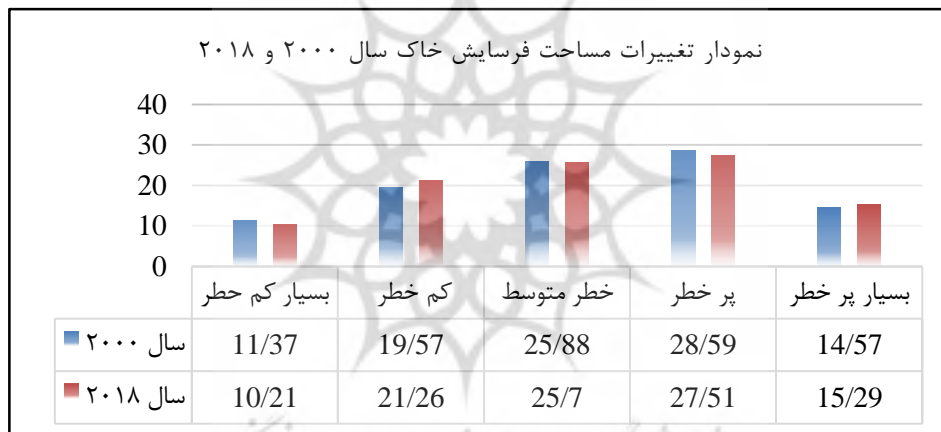 نمودار تغییرات مساحت فرسایش خاک سال ۲۰۰۰ و ۲۰۱۸
40
30
20
10
0
بسیار کم حطر کم خطر خطر متوسط پر خطر بسیار پر خطر
سال ۲۰۰۰ 11/37 19/57 25/88 28/59 14/57
سال ۲۰۱۸ 10/21 21/26 25/7 27/51 15/29